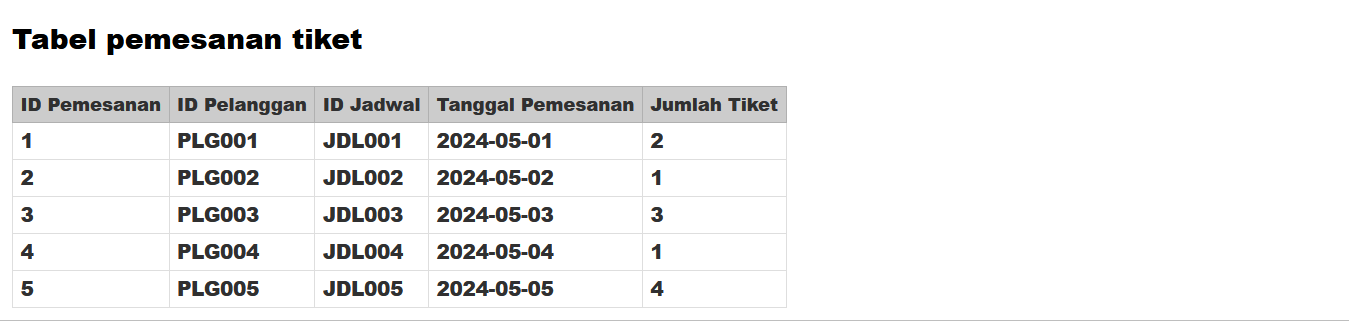 Tabel pemesanan tiket
ID Pemesanan ID Pelanggan ID Jadwal Tanggal Pemesanan Jumlah Tiket
1 PLG001 JDL001 2024-05-01 2
2 PLG002 JDL002 2024-05-02 1
3 PLG003 JDL003 2024-05-03 3
4 PLG004 JDL004 2024-05-04 1
5 PLG005 JDL005 2024-05-05 4